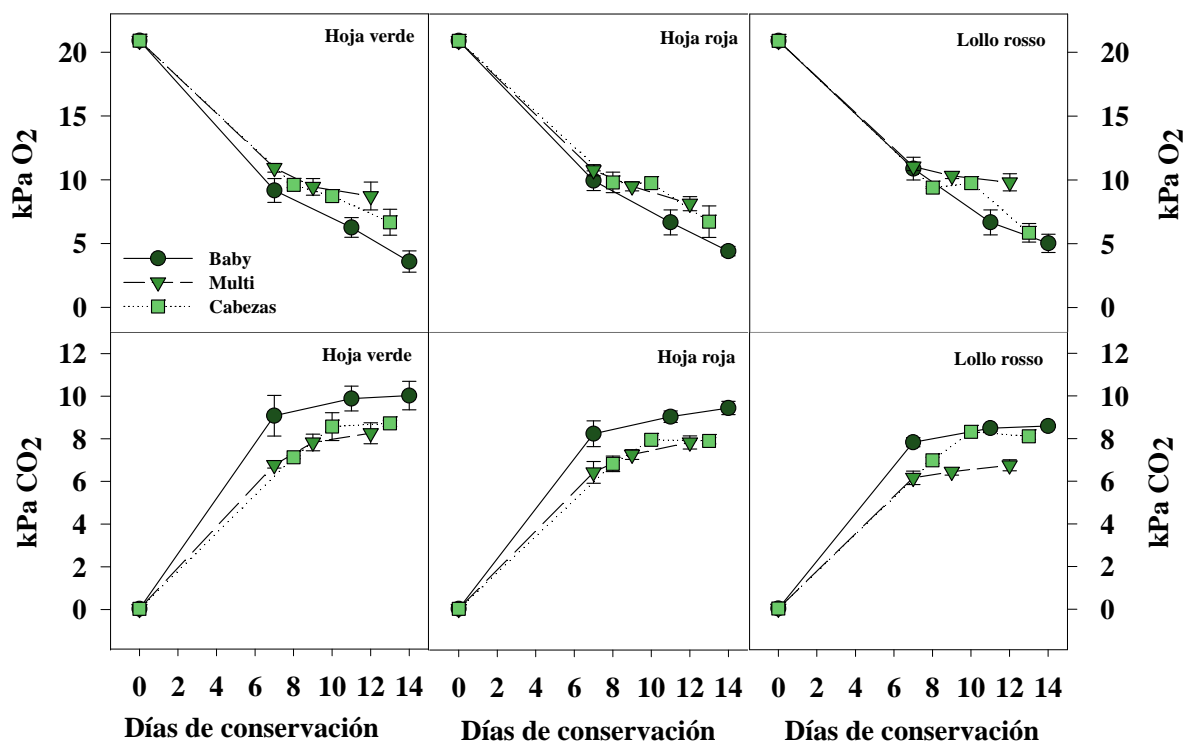 Hoja verde
Hoja roja
Lollo rosso
20
15
10
5
0
kPa O2
Baby
Multi
Cabezas
20
15
10
5
0
kPa O2
Hoja verde
Hoja roja
Lollo rosso
12
10
8
6
4
2
0
kPa CO2
12
10
8
6
4
2
0
kPa CO2
0 2 4 6 8 10 12 14
0 2 4 6 8 10 12 14
0 2 4 6 8 10 12 14
Días de conservación
Días de conservación
Días de conservación